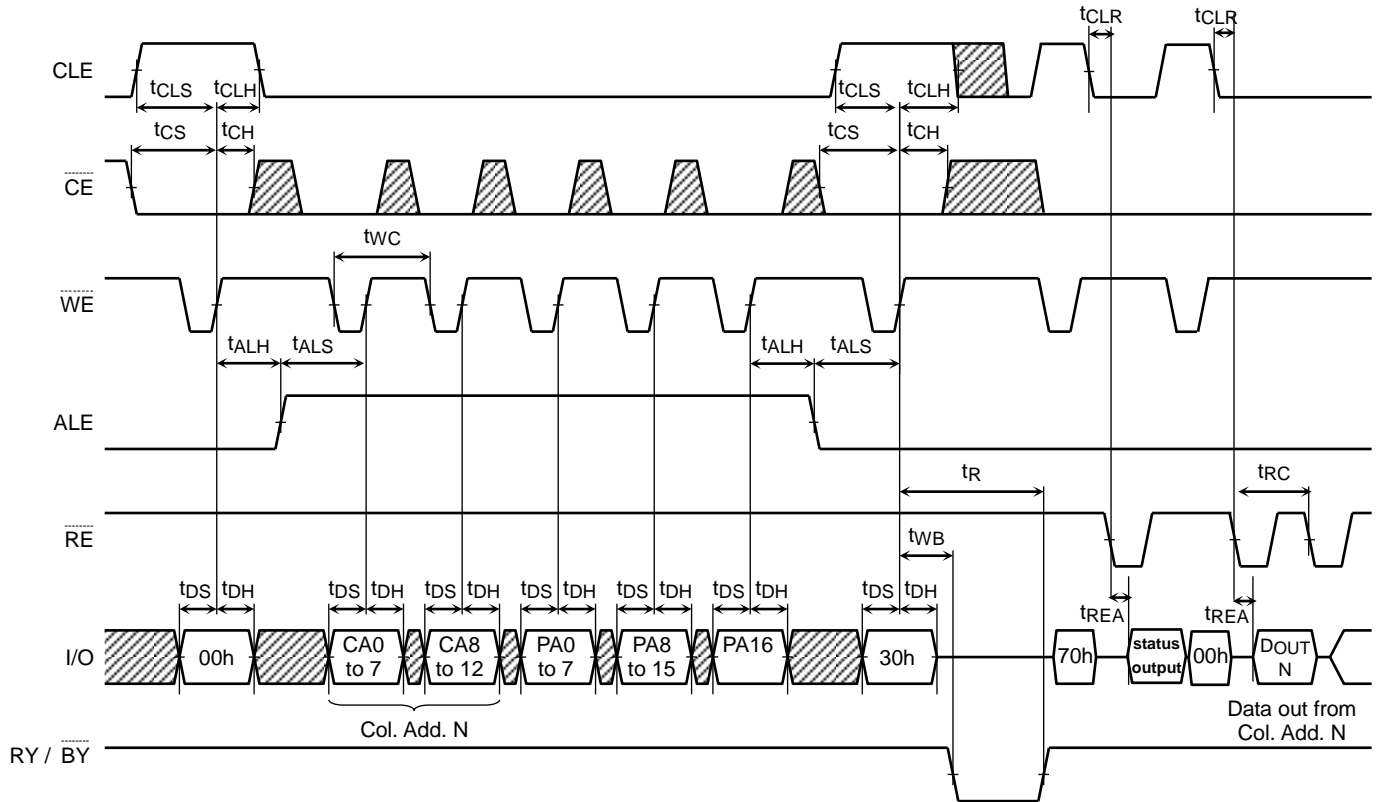 tCLR tCLR
CLE
tCLS tCLH tCLS tCLH
tCS tCH tCS tCH
CE
tWC
WE
tALH tALS tALH tALS
ALE
tR tRC
RE
tWB
tDS tDH tDS tDH tDS tDH tDS tDH tDS tDH tDS tDH tDS tDH
tREA tREA
I/O 00h CA0 to 7 CA8 to 12 PA0 to 7 PA8 to 15 PA16 30h 70h status output 00h DOUT N
Col. Add. N
Data out from
Col. Add. N
RY / BY